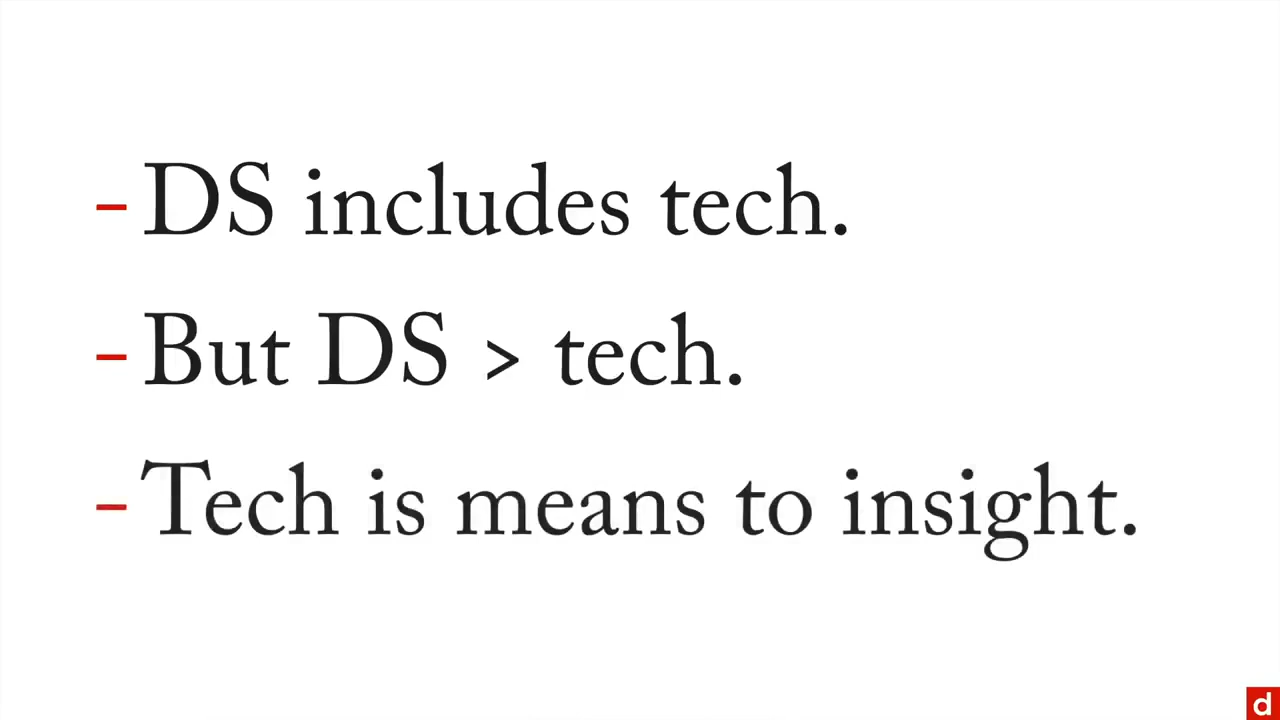 – DS includes tech.
– But DS > tech.
– Tech is means to insight.
d